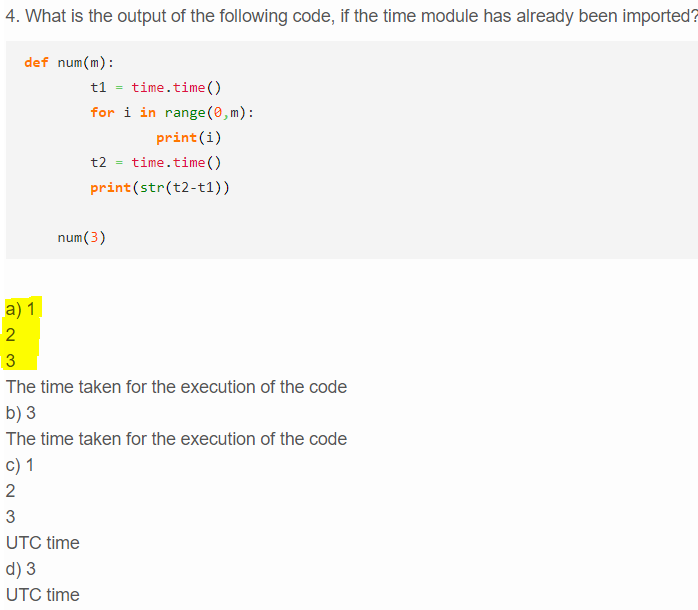 4. What is the output of the following code, if the time module has already been imported?
def num(m):
t1 = time.time()
for i in range(0,m):
print(i)
t2 = time.time()
print(str(t2-t1))
num(3)
a) 1
2
3
The time taken for the execution of the code
b) 3
The time taken for the execution of the code
c) 1
2
3
UTC time
d) 3
UTC time